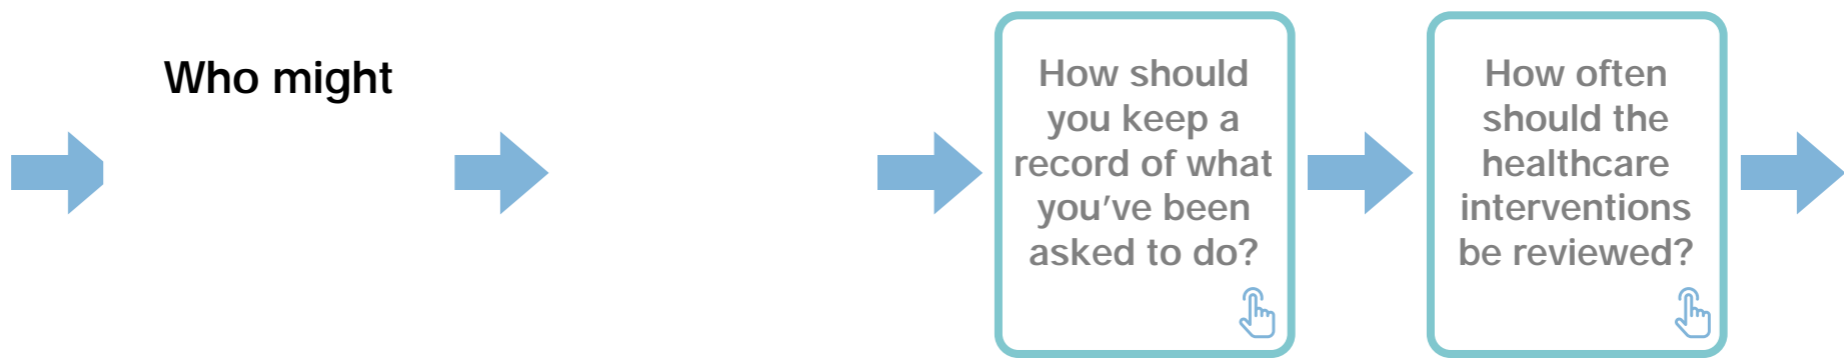 Who might
How should
you keep a
record of what
you've been
asked to do?
How often
should the
healthcare
interventions
be reviewed?